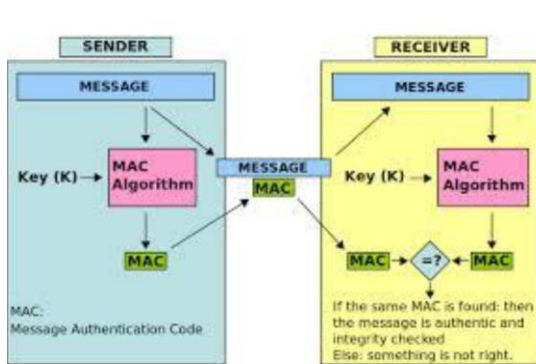 SENDER
MESSAGE
Key (K)
MAC
Algorithm
MAC
MAC:
Message Authentication Code
MESSAGE
MAC
RECEIVER
MESSAGE
Key (K)
MAC
Algorithm
MAC
=?
MAC
If the same MAC is found: then
the message is authentic and
integrity checked
Else: something is not right.